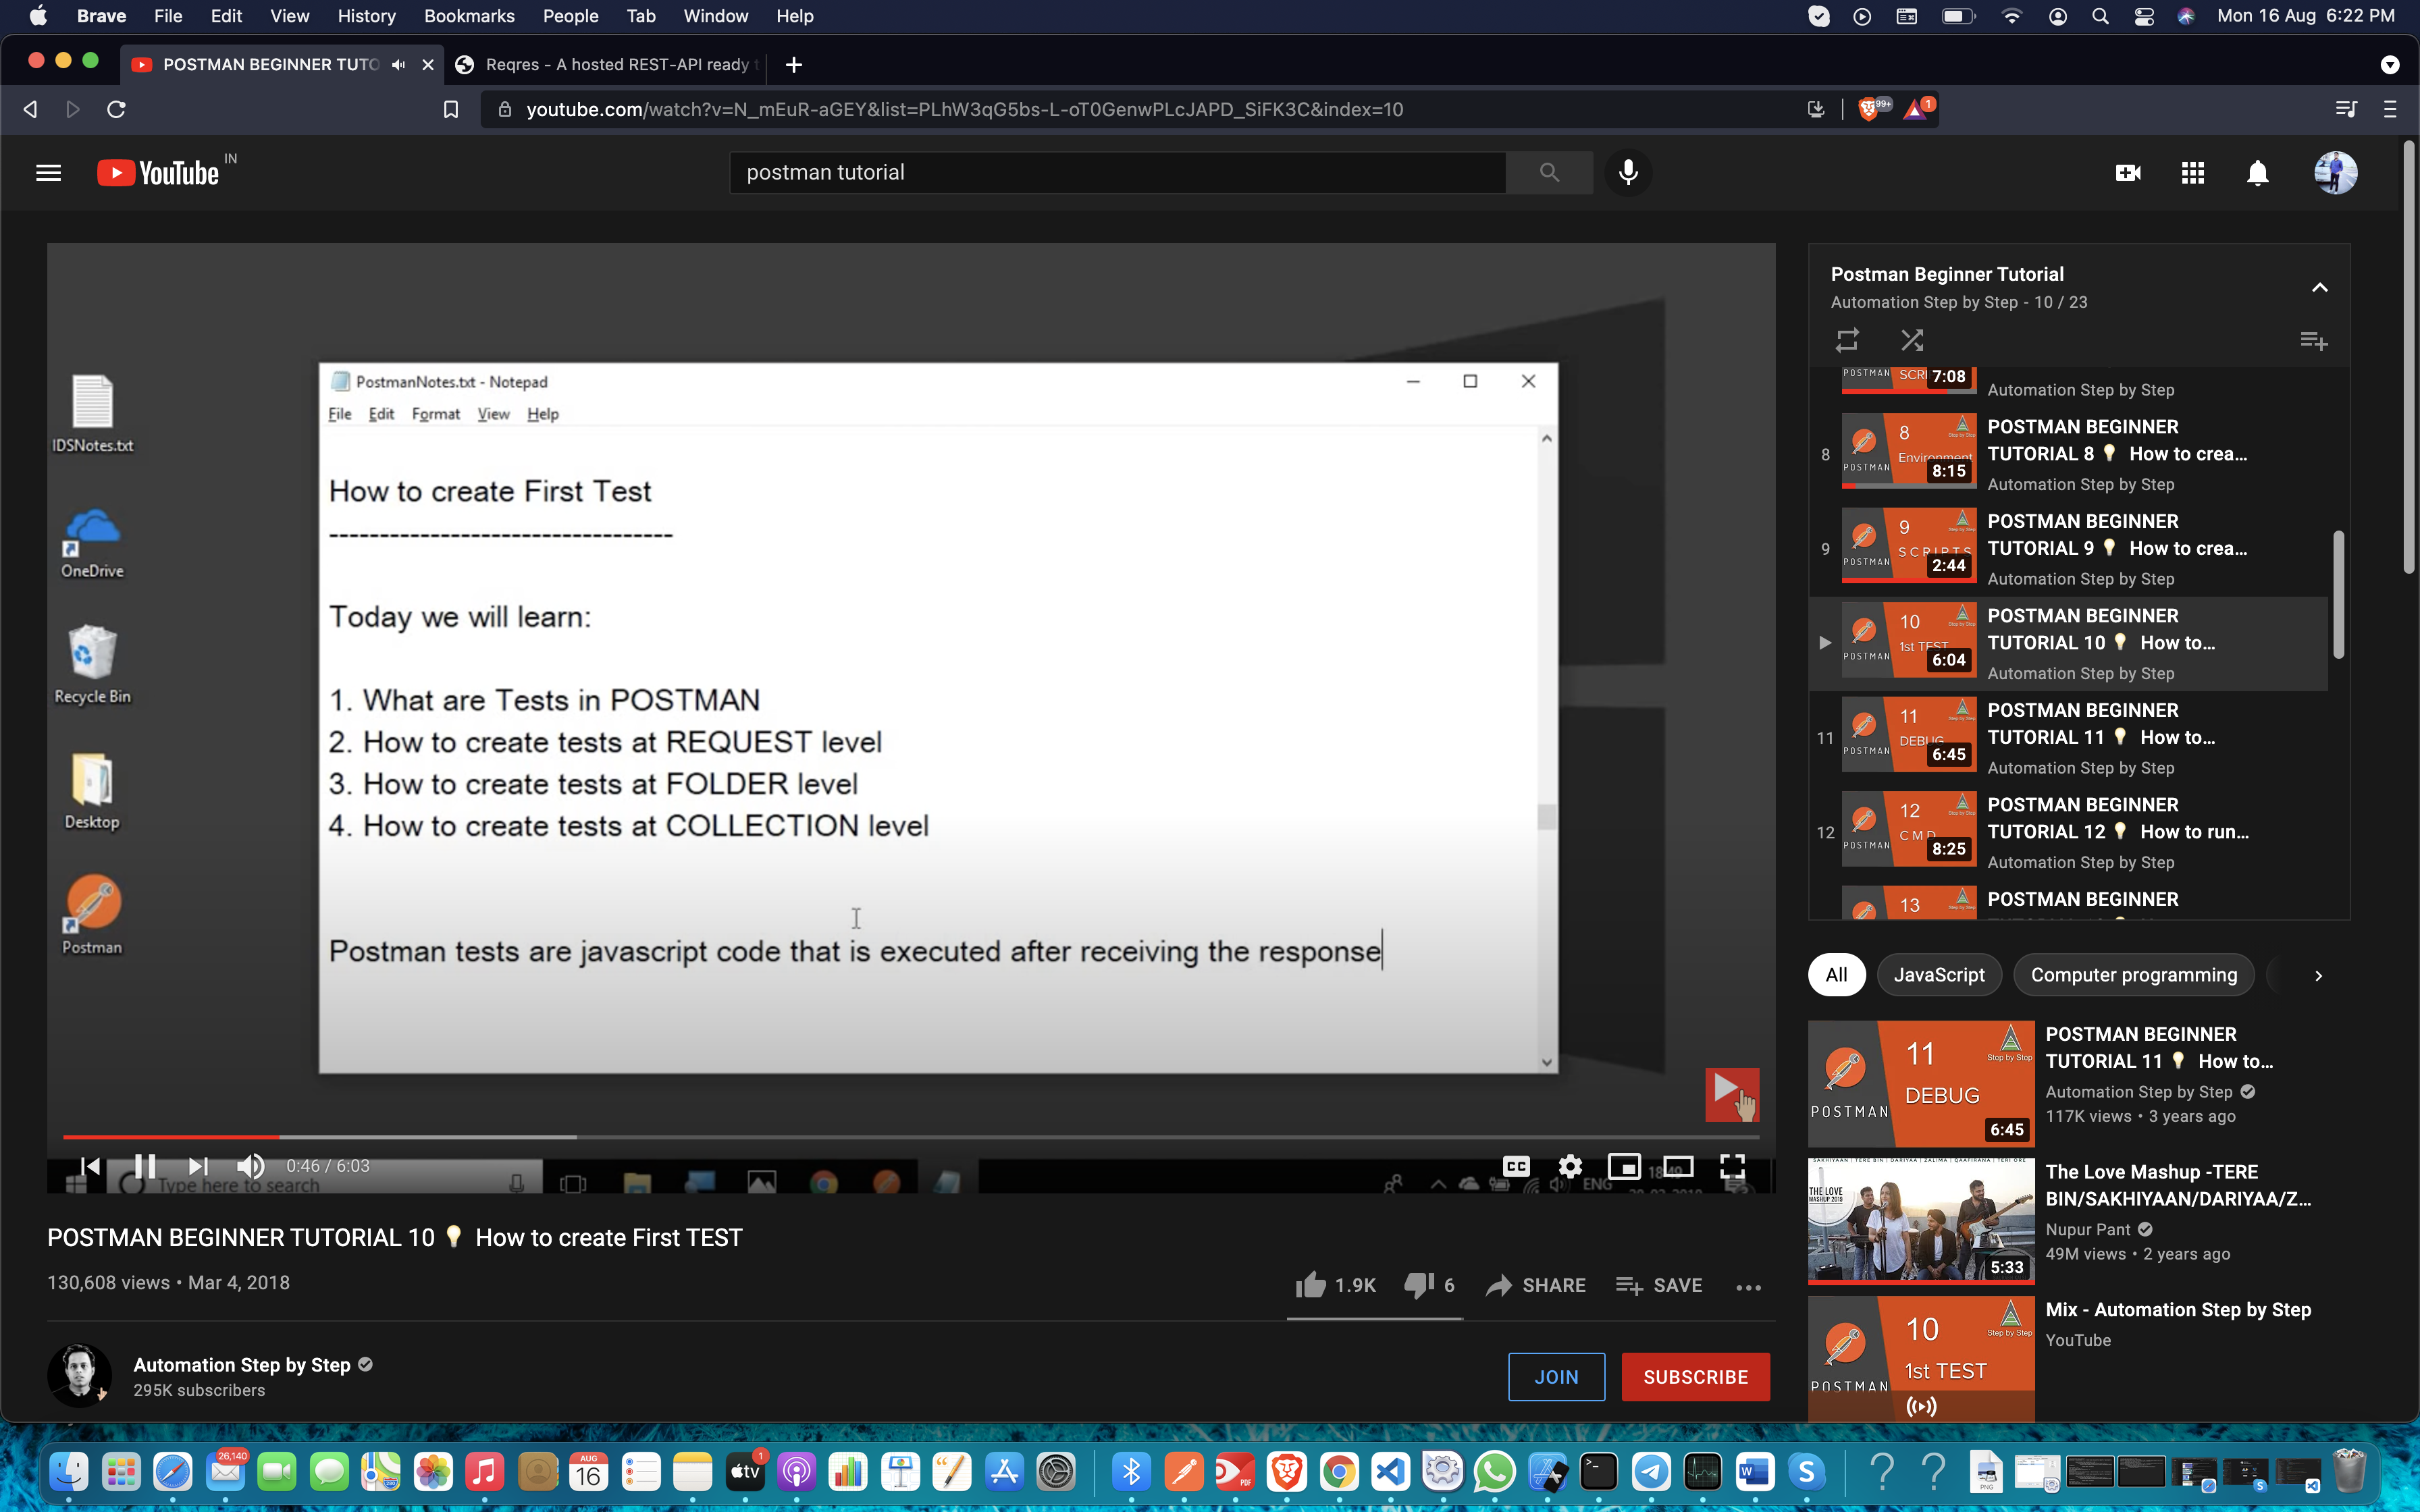 Brave File Edit View History Bookmarks People Tab Window Help
Mon 16 Aug 6:22 PM
POSTMAN BEGINNER TUTO
Reqres - A hosted REST-API ready
youtube.com/watch?v=N_mEuR-aGEY&list=PLhW3qG5bs-L-oT0GenwPLcJAPD_SiFK3C&index=10
99+
1
YouTube IN
postman tutorial
IDSNotes.txt
OneDrive
Recycle Bin
Desktop
Postman
PostmanNotes.txt - Notepad
File Edit Format View Help
How to create First Test
----------------------------------
Today we will learn:
1. What are Tests in POSTMAN
2. How to create tests at REQUEST level
3. How to create tests at FOLDER level
4. How to create tests at COLLECTION level
Postman tests are javascript code that is executed after receiving the response
0:46 / 6:03
CC
Type here to search
ENG
POSTMAN BEGINNER TUTORIAL 10 💡 How to create First TEST
130,608 views • Mar 4, 2018
1.9K
6
SHARE
SAVE
Automation Step by Step
295K subscribers
JOIN
SUBSCRIBE
Postman Beginner Tutorial
Automation Step by Step - 10 / 23
POSTMAN
7:08
Automation Step by Step
8
8
POSTMAN
8:15
POSTMAN BEGINNER
TUTORIAL 8 💡 How to crea...
Automation Step by Step
9
9
SCRIPTS
POSTMAN
2:44
POSTMAN BEGINNER
TUTORIAL 9 💡 How to crea...
Automation Step by Step
10
1st TEST
POSTMAN
6:04
POSTMAN BEGINNER
TUTORIAL 10 💡 How to...
Automation Step by Step
11
11
DEBUG
POSTMAN
6:45
POSTMAN BEGINNER
TUTORIAL 11 💡 How to...
Automation Step by Step
12
12
CMD
POSTMAN
8:25
POSTMAN BEGINNER
TUTORIAL 12 💡 How to run...
Automation Step by Step
13
POSTMAN BEGINNER
All
JavaScript
Computer programming
11
Step by Step
DEBUG
POSTMAN
6:45
POSTMAN BEGINNER
TUTORIAL 11 💡 How to...
Automation Step by Step
117K views • 3 years ago
THE LOVE
MASHUP 2019
5:33
The Love Mashup -TERE
BIN/SAKHIYAAN/DARIYAA/Z...
Nupur Pant
49M views • 2 years ago
10
Step by Step
1st TEST
POSTMAN
Mix - Automation Step by Step
YouTube
26,140
AUG
16
tv
1
PDF
PNG